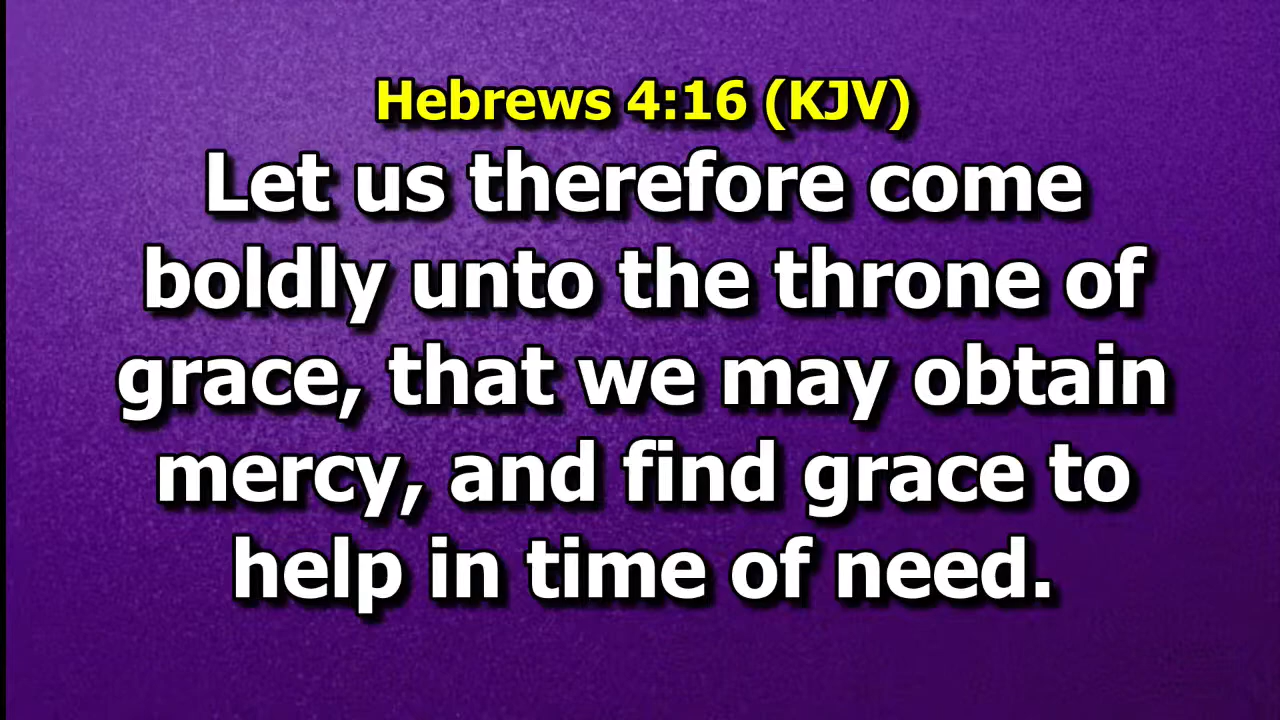 Hebrews 4:16 (KJV)
Let us therefore come
boldly unto the throne of
grace, that we may obtain
mercy, and find grace to
help in time of need.